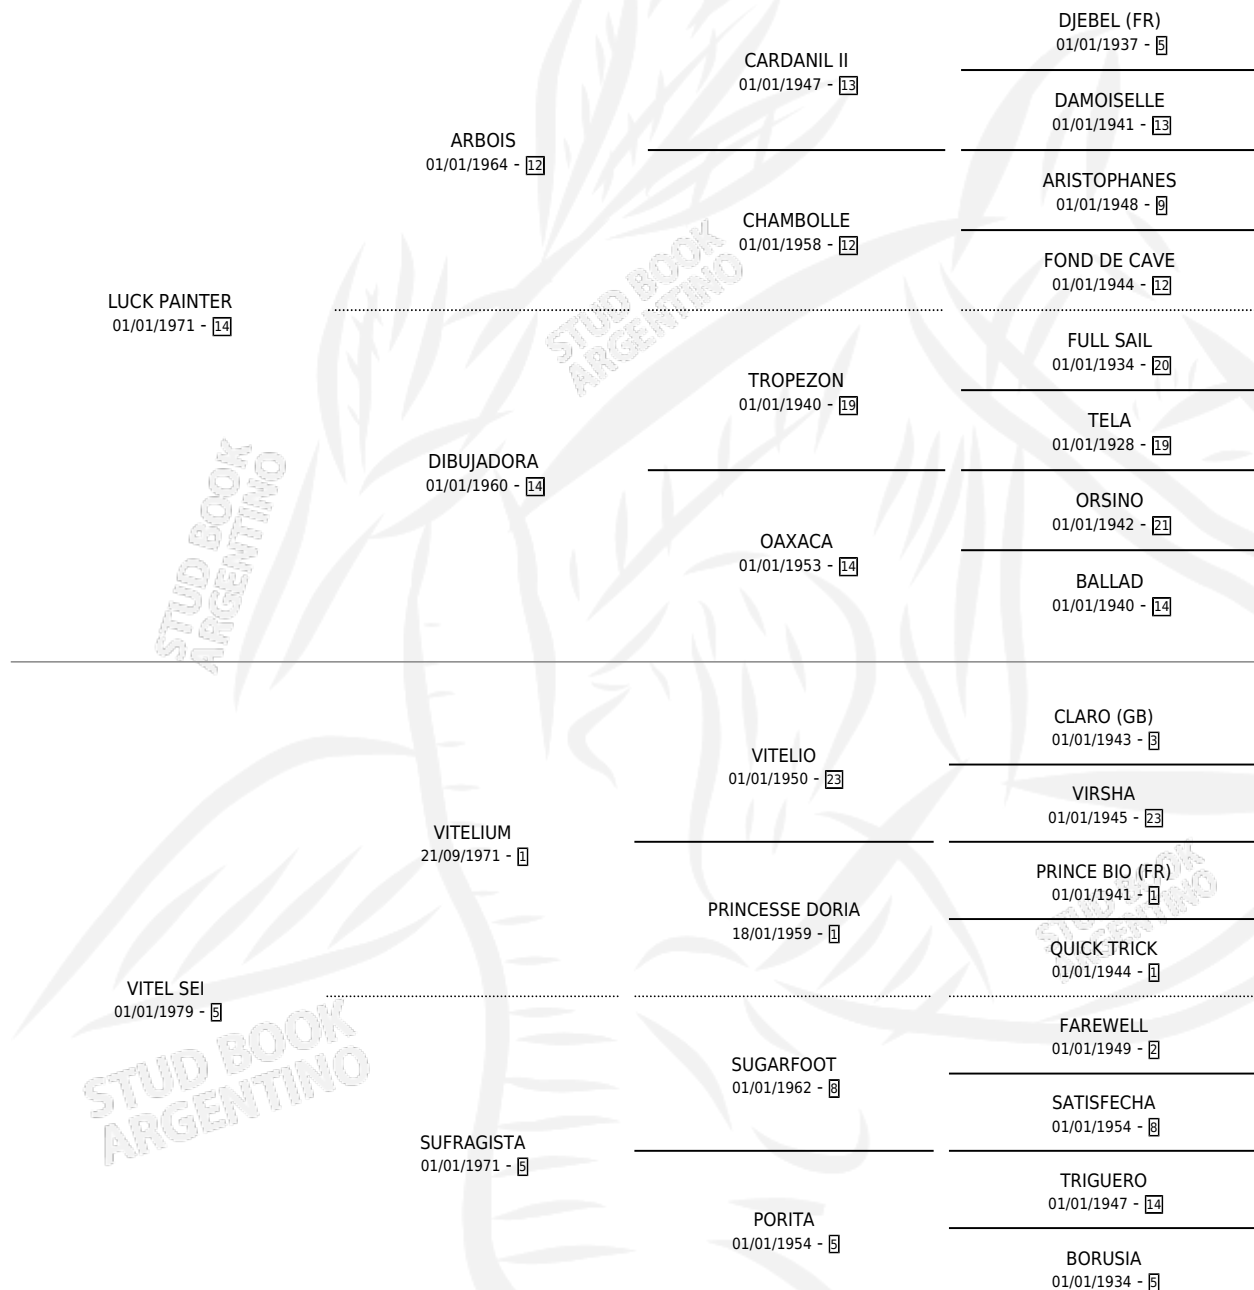 DJEBEL (FR)
01/01/1937 - 5
CARDANIL II
01/01/1947 - 13
DAMOISELLE
01/01/1941 - 13
ARBOIS
01/01/1964 - 12
ARISTOPHANES
01/01/1948 - 9
CHAMBOLLE
01/01/1958 - 12
FOND DE CAVE
01/01/1944 - 12
LUCK PAINTER
01/01/1971 - 14
STUD BOOK
ARGENTINO
FULL SAIL
01/01/1934 - 20
TROPEZON
01/01/1940 - 19
TELA
01/01/1928 - 19
DIBUJADORA
01/01/1960 - 14
ORSINO
01/01/1942 - 21
OAXACA
01/01/1953 - 14
BALLAD
01/01/1940 - 14
STUD BOOK
ARGENTINO
CLARO (GB)
01/01/1943 - 3
VITELIO
01/01/1950 - 23
VIRSHA
01/01/1945 - 23
VITELIUM
21/09/1971 - 1
PRINCE BIO (FR)
01/01/1941 - 1
PRINCESSE DORIA
18/01/1959 - 1
STUD BOOK
ARGENTINO
QUICK TRICK
01/01/1944 - 1
VITEL SEI
01/01/1979 - 5
STUD BOOK
ARGENTINO
FAREWELL
01/01/1949 - 2
SUGARFOOT
01/01/1962 - 8
SATISFECHA
01/01/1954 - 8
SUFRAGISTA
01/01/1971 - 5
TRIGUERO
01/01/1947 - 14
PORITA
01/01/1954 - 5
BORUSIA
01/01/1934 - 5